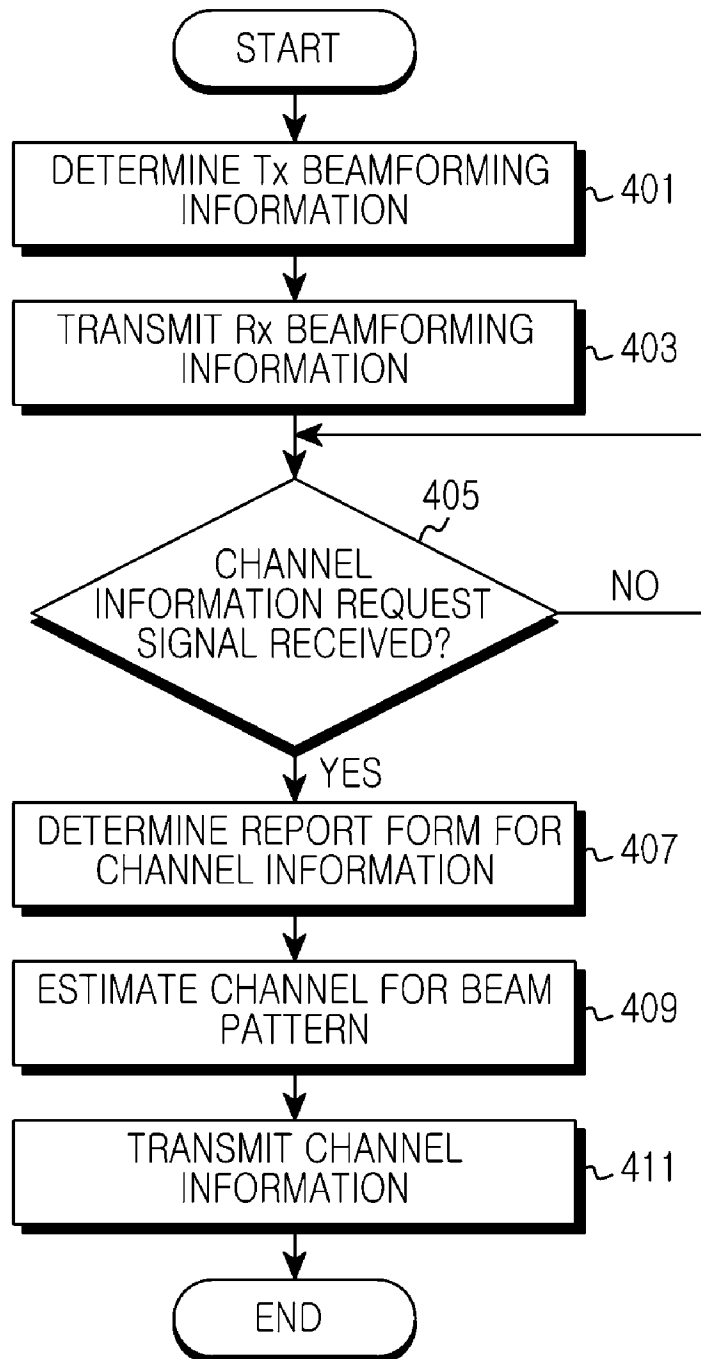 START
DETERMINE Tx BEAMFORMING
INFORMATION
401
TRANSMIT Rx BEAMFORMING
INFORMATION
403
405
CHANNEL
INFORMATION REQUEST
SIGNAL RECEIVED?
NO
YES
DETERMINE REPORT FORM FOR
CHANNEL INFORMATION
407
ESTIMATE CHANNEL FOR BEAM
PATTERN
409
TRANSMIT CHANNEL
INFORMATION
411
END